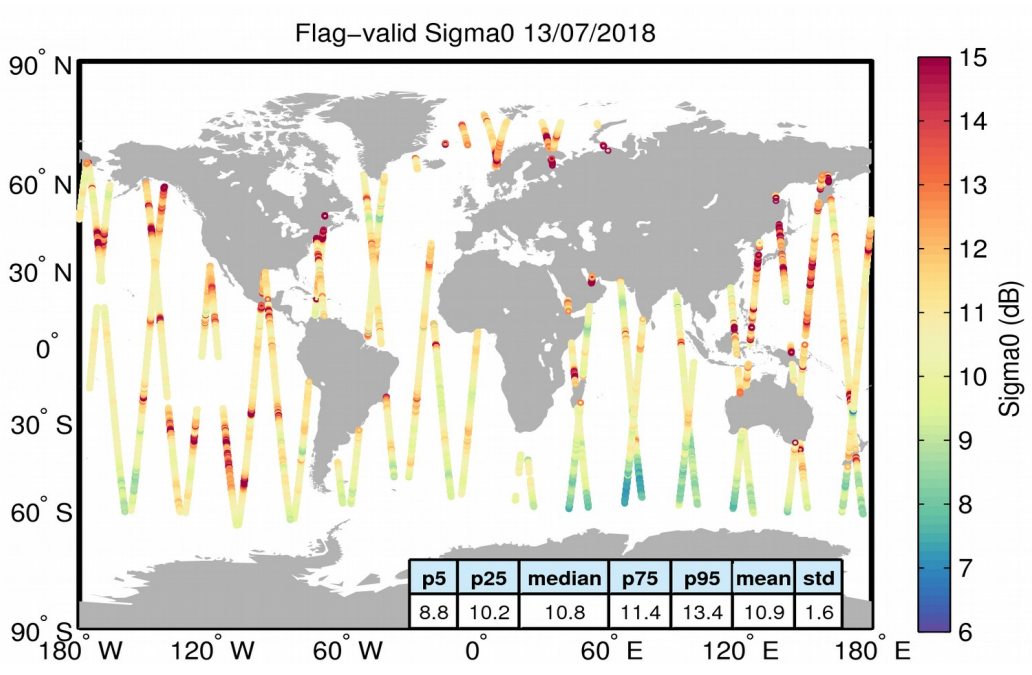 Flag−valid Sigma0 13/07/2018
90° N
60° N
30° N
0°
30° S
60° S
90° S
180° W 120° W 60° W 0° 60° E 120° E 180° E
p5 p25 median p75 p95 mean std
8.8 10.2 10.8 11.4 13.4 10.9 1.6
15
14
13
12
11
10
9
8
7
6
Sigma0 (dB)